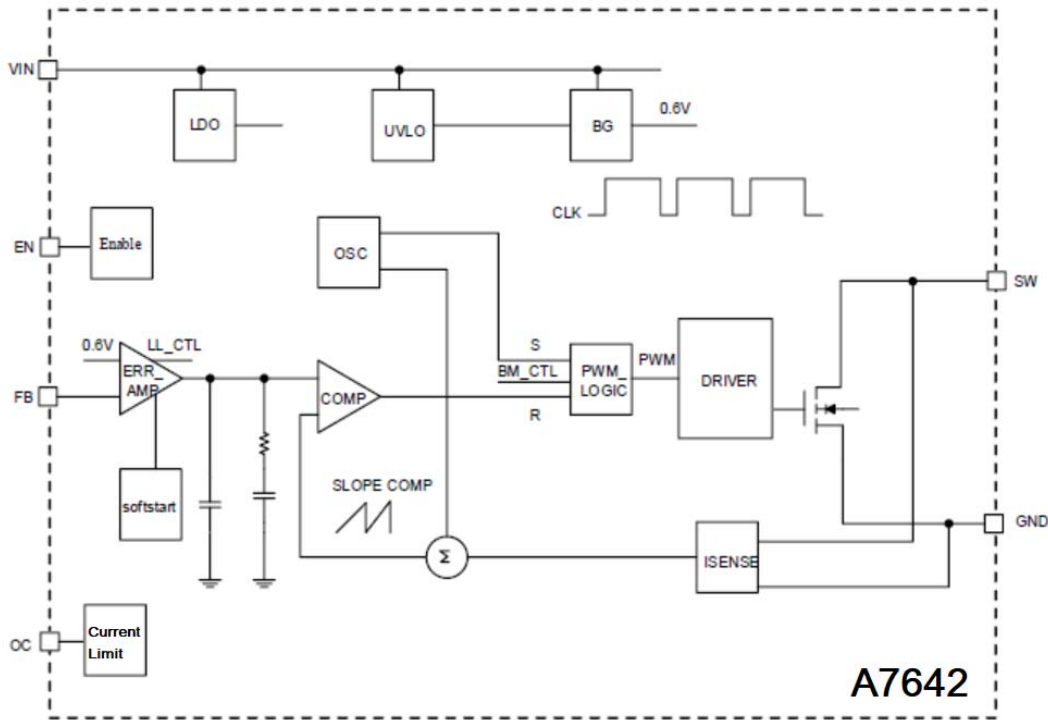 VIN
LDO
UVLO
BG
0.6V
CLK
EN
Enable
OSC
SW
0.6V
LL_CTL
ERR_
AMP
FB
COMP
S
BM_CTL
R
PWM_
LOGIC
PWM
DRIVER
softstart
SLOPE COMP
Σ
ISENSE
GND
OC
Current
Limit
A7642